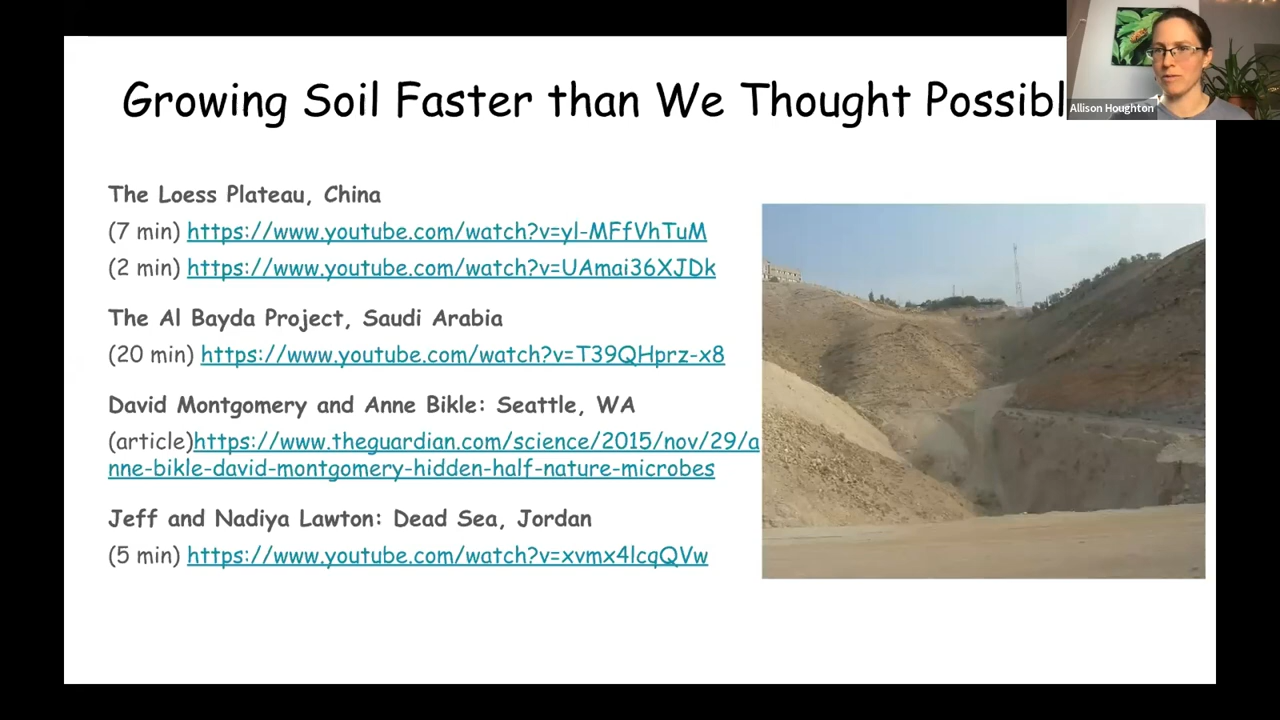 Growing Soil Faster than We Thought Possibl
Allison Houghton
The Loess Plateau, China
(7 min) https://www.youtube.com/watch?v=yl-MFfVhTuM
(2 min) https://www.youtube.com/watch?v=UAmai36XJDk
The Al Bayda Project, Saudi Arabia
(20 min) https://www.youtube.com/watch?v=T39QHprz-x8
David Montgomery and Anne Bikle: Seattle, WA
(article)https://www.theguardian.com/science/2015/nov/29/a
nne-bikle-david-montgomery-hidden-half-nature-microbes
Jeff and Nadiya Lawton: Dead Sea, Jordan
(5 min) https://www.youtube.com/watch?v=xvmx4lcqQVw